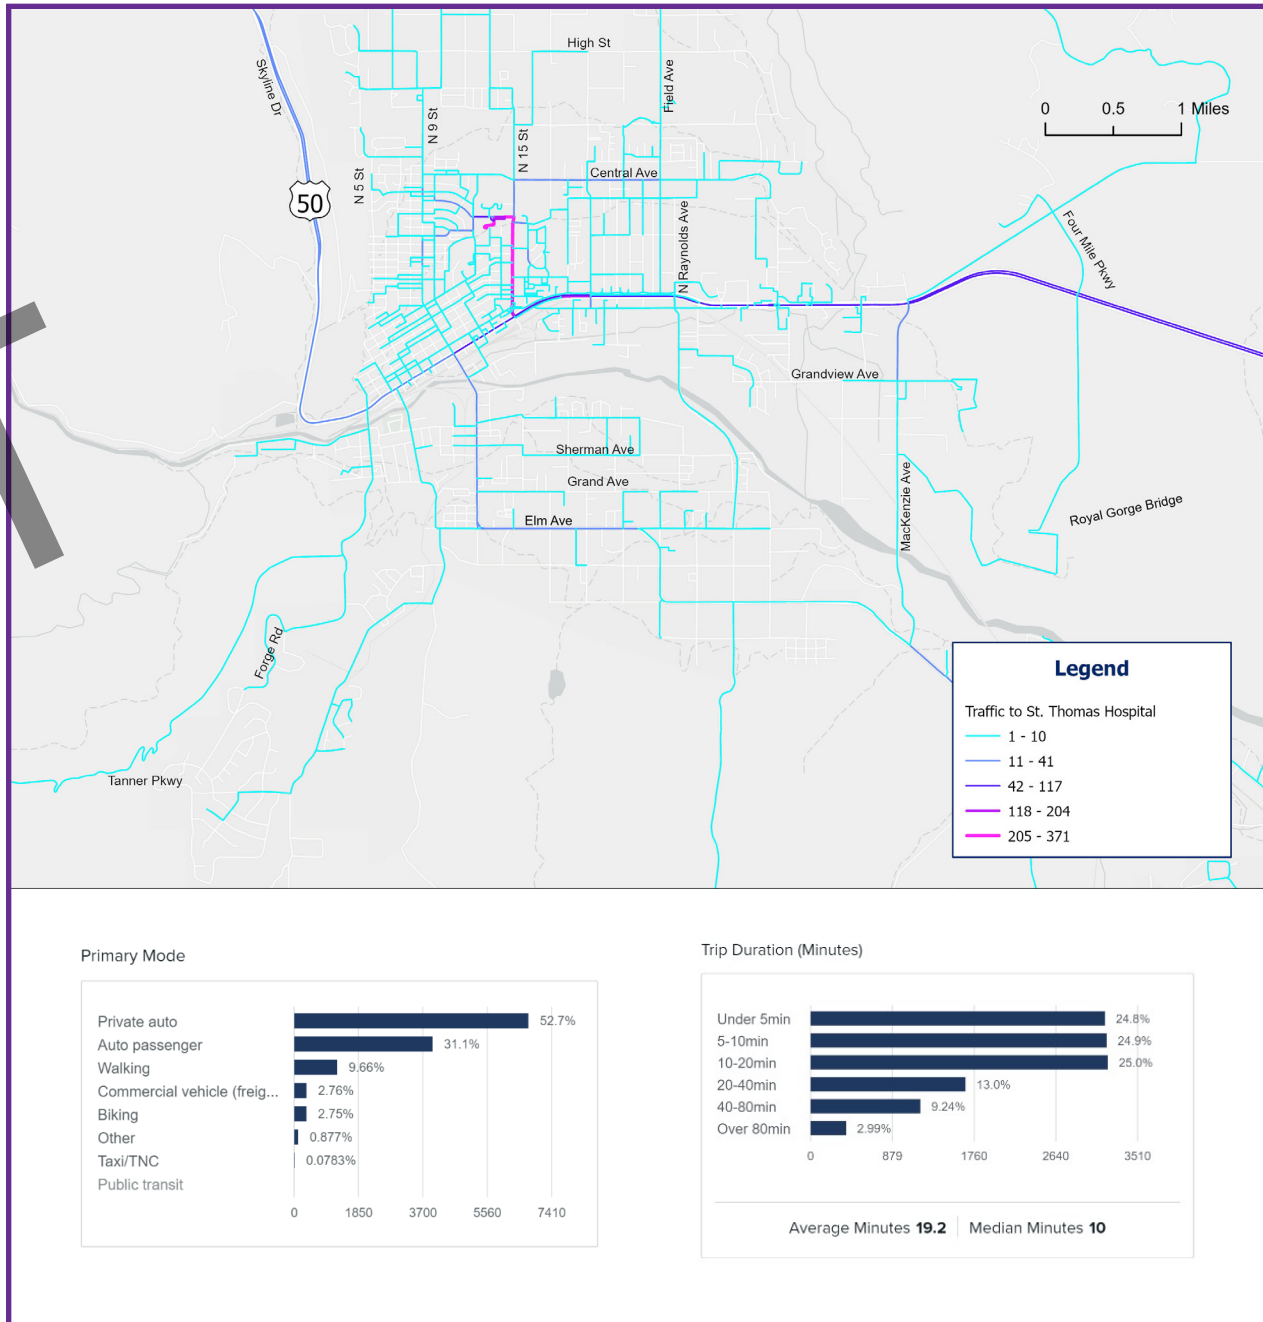 High St
Skyline Dr
Field Ave
0 0.5 1 Miles
N 9 St
N 15 St
50
N 5 St
Central Ave
N Raynolds Ave
Four Mile Pkwy
Grandview Ave
Sherman Ave
Grand Ave
MacKenzie Ave
Royal Gorge Bridge
Elm Ave
Forge Rd
Tanner Pkwy
Legend
Traffic to St. Thomas Hospital
1 - 10
11 - 41
42 - 117
118 - 204
205 - 371
Primary Mode
Private auto 52.7%
Auto passenger 31.1%
Walking 9.66%
Commercial vehicle (freig... 2.76%
Biking 2.75%
Other 0.877%
Taxi/TNC 0.0783%
Public transit
0 1850 3700 5560 7410
Trip Duration (Minutes)
Under 5min 24.8%
5-10min 24.9%
10-20min 25.0%
20-40min 13.0%
40-80min 9.24%
Over 80min 2.99%
0 879 1760 2640 3510
Average Minutes 19.2 Median Minutes 10